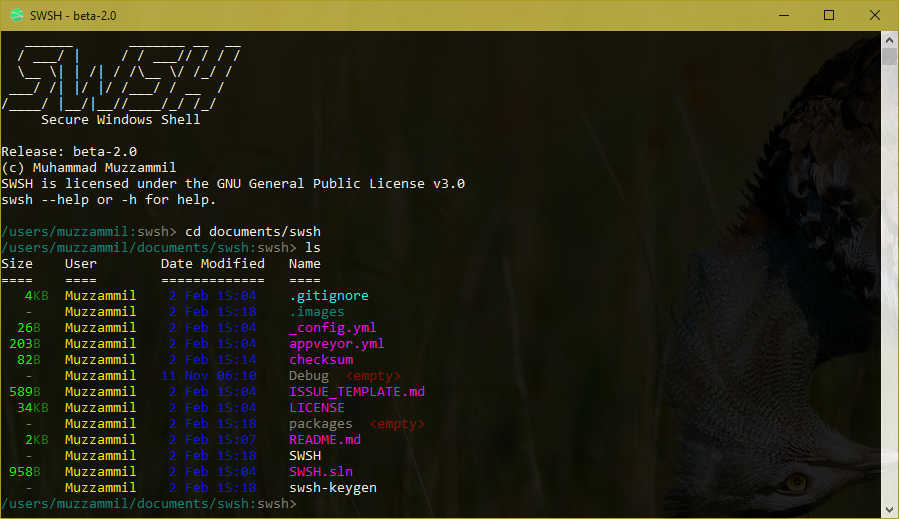 SWSH - beta-2.0
SWSH
Secure Windows Shell
Release: beta-2.0
(c) Muhammad Muzzammil
SWSH is licensed under the GNU General Public License v3.0
swsh --help or -h for help.
/users/muzzammil:swsh> cd documents/swsh
/users/muzzammil/documents/swsh:swsh> ls
Size User Date Modified Name
==== ==== ============= ====
4KB Muzzammil 2 Feb 15:04 .gitignore
- Muzzammil 2 Feb 15:18 .images
26B Muzzammil 2 Feb 15:04 _config.yml
203B Muzzammil 2 Feb 15:04 appveyor.yml
82B Muzzammil 2 Feb 15:14 checksum
- Muzzammil 11 Nov 06:10 Debug <empty>
589B Muzzammil 2 Feb 15:04 ISSUE_TEMPLATE.md
34KB Muzzammil 2 Feb 15:04 LICENSE
- Muzzammil 2 Feb 15:18 packages <empty>
2KB Muzzammil 2 Feb 15:07 README.md
- Muzzammil 2 Feb 15:18 SWSH
958B Muzzammil 2 Feb 15:04 SWSH.sln
- Muzzammil 2 Feb 15:18 swsh-keygen
/users/muzzammil/documents/swsh:swsh>